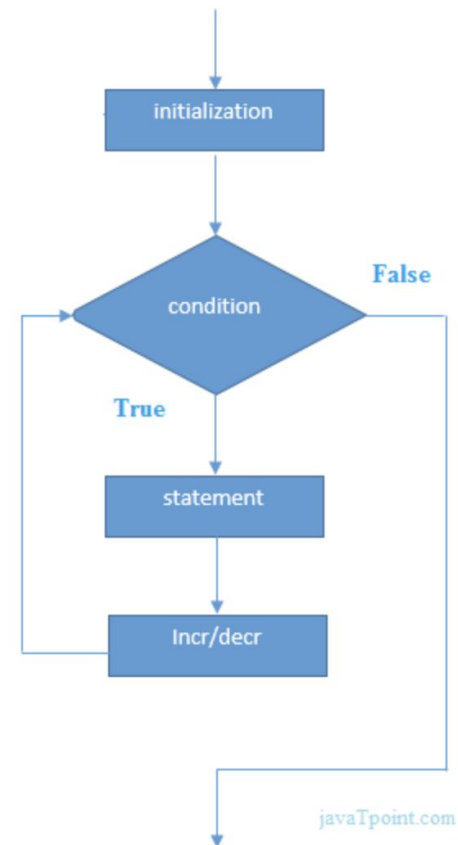 initialization
condition
False
True
statement
Incr/decr
javaTpoint.com